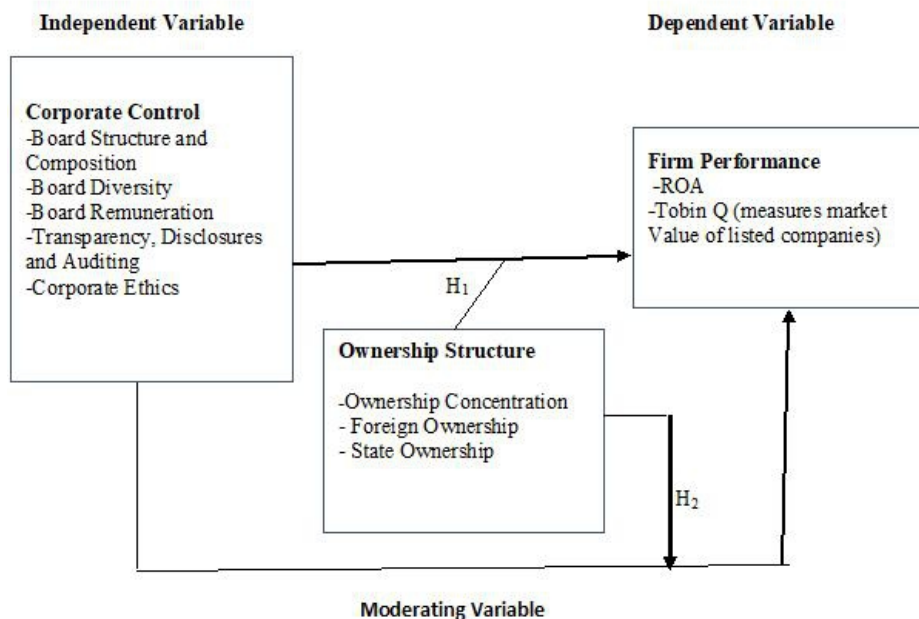 Independent Variable
Dependent Variable
Corporate Control
-Board Structure and
Composition
-Board Diversity
-Board Remuneration
-Transparency, Disclosures
and Auditing
-Corporate Ethics
Firm Performance
-ROA
-Tobin Q (measures market
Value of listed companies)
H₁
Ownership Structure
-Ownership Concentration
- Foreign Ownership
- State Ownership
H₂
Moderating Variable